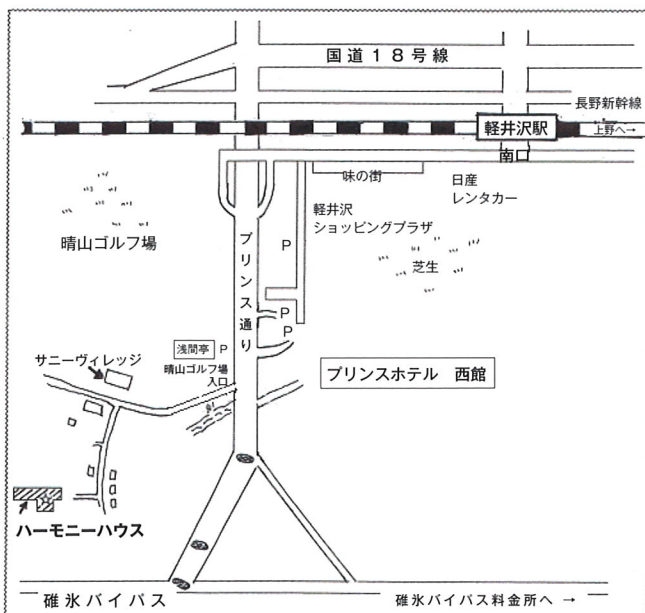 国道18号線
長野新幹線
軽井沢駅
上野へ→
南口
味の街
日産
レンタカー
軽井沢
ショッピングプラザ
晴山ゴルフ場
芝生
プリンス通り
P
P
P
浅間亭 P
晴山ゴルフ場
入口
サニーヴィレッジ
プリンスホテル 西館
ハーモニーハウス
碓氷バイパス
碓氷バイパス料金所へ →